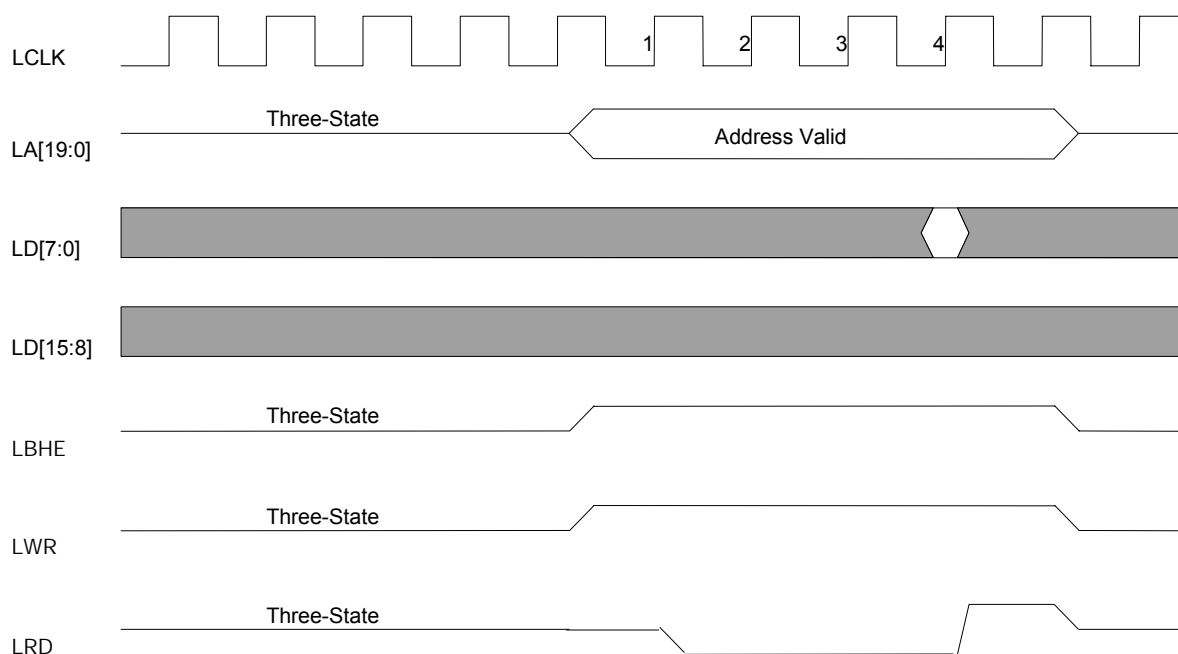 1 2 3 4
LCLK
Three-State
LA[19:0]
Address Valid
LD[7:0]
LD[15:8]
Three-State
LBHE
Three-State
LWR
Three-State
LRD